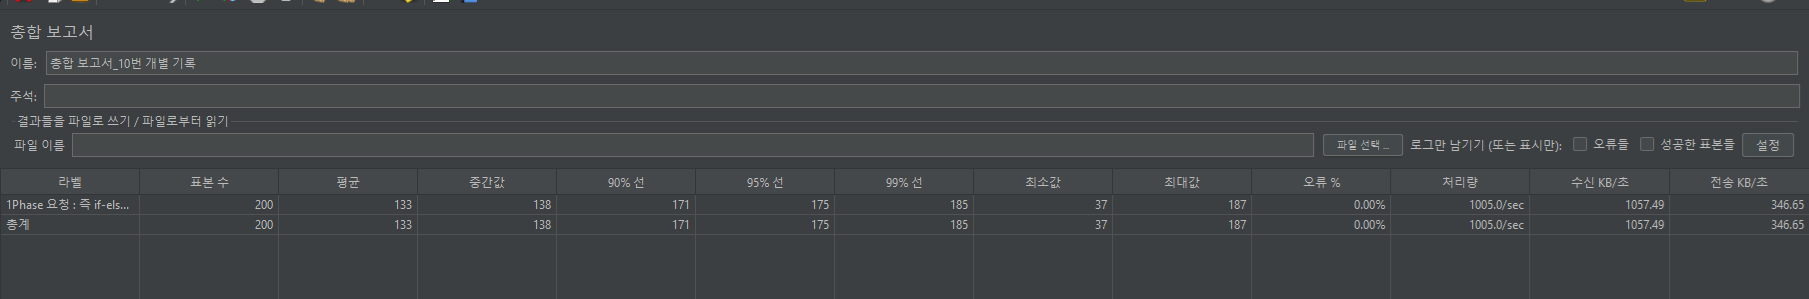 총합 보고서
이름: 총합 보고서_10번 개별 기록
주석:
결과들을 파일로 쓰기 / 파일로부터 읽기
파일 이름 파일 선택 ... 로그만 남기기 (또는 표시만): 오류들 성공한 표본들 설정
라벨 표본 수 평균 중간값 90% 선 95% 선 99% 선 최소값 최대값 오류 % 처리량 수신 KB/초 전송 KB/초
1Phase 요청 : 즉 if-els... 200 133 138 171 175 185 37 187 0.00% 1005.0/sec 1057.49 346.65
총계 200 133 138 171 175 185 37 187 0.00% 1005.0/sec 1057.49 346.65